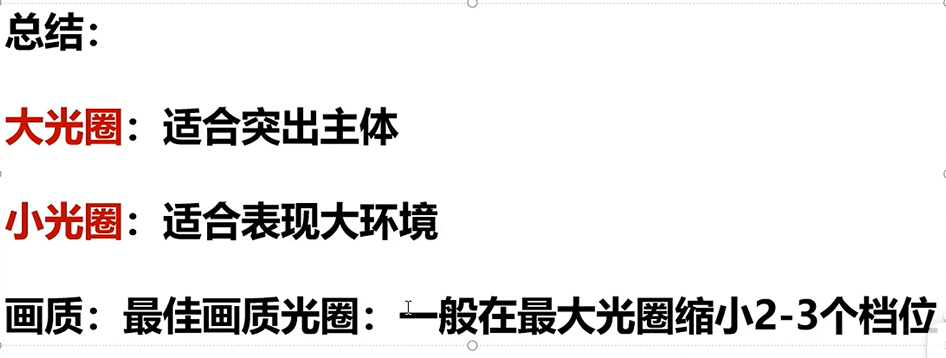 总结：
大光圈：适合突出主体
小光圈：适合表现大环境
画质：最佳画质光圈：一般在最大光圈缩小2-3个档位